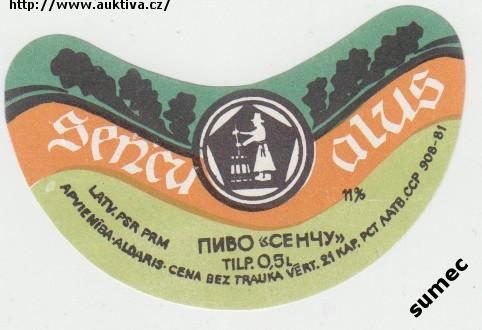 https://www.auktiva.cz/
Senču alus
11%
LATV. PSR PRM
ПИВО «СЕНЧУ»
TILP. 0,5 L
APVIENĪBA·ALDARIS·CENA BEZ TRAUKA VĒRT. 21 KAP. РСТ ЛАТВ.ССР 908-81
sumec